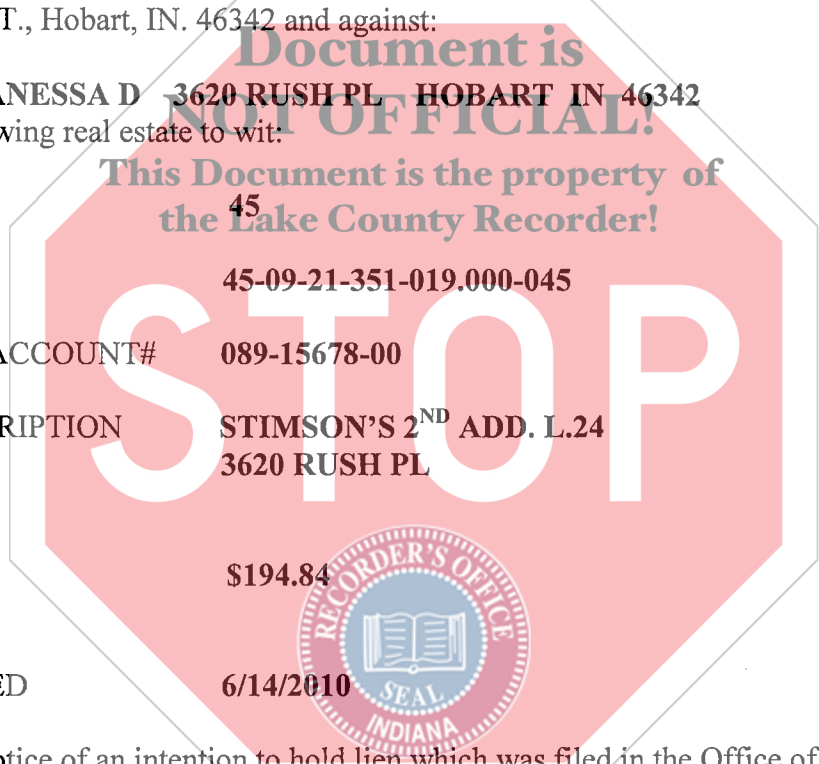 T., Hobart, IN. 46342 and against:
Document is
ANESSA D 3620 RUSH PL HOBART IN 46342
NOT OFFICIAL!
wing real estate to wit:
This Document is the property of
45
the Lake County Recorder!
45-09-21-351-019.000-045
STOP
ACCOUNT# 089-15678-00
RIPTION STIMSON'S 2ND ADD. L.24
3620 RUSH PL
$194.84
RECORDER'S OFFICE
ED 6/14/2010
SEAL
INDIANA
otice of an intention to hold lien which was filed in the Office of